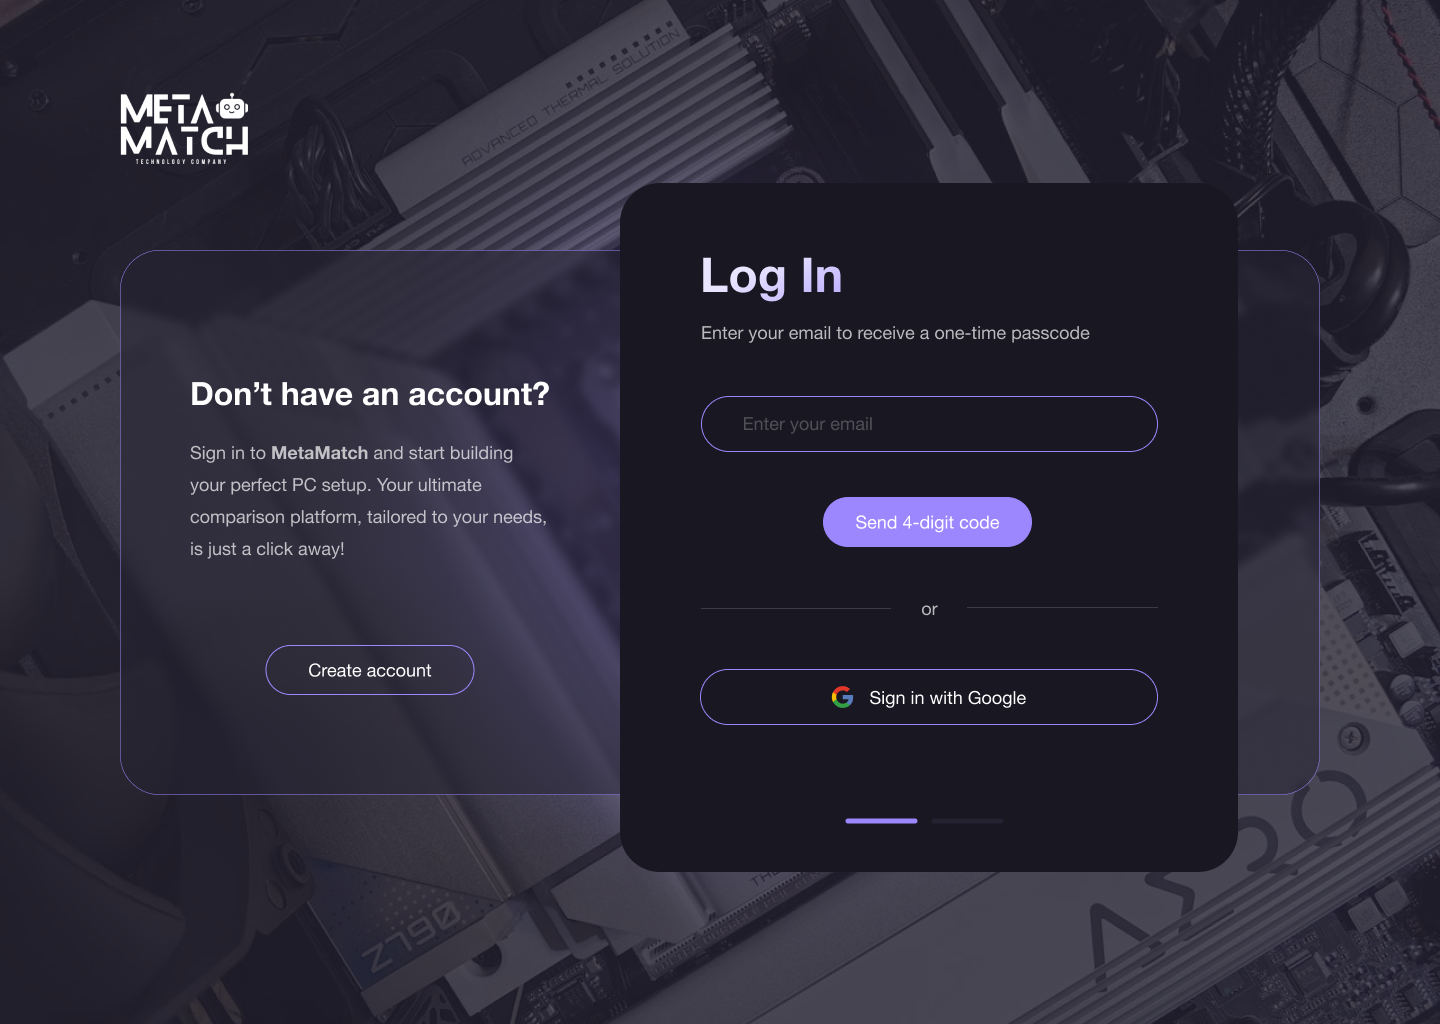 META
MATCH
TECHNOLOGY COMPANY
ADVANCED THERMAL SOLUTION
Don’t have an account?
Sign in to MetaMatch and start building
your perfect PC setup. Your ultimate
comparison platform, tailored to your needs,
is just a click away!
Create account
Log In
Enter your email to receive a one-time passcode
Enter your email
Send 4-digit code
or
Sign in with Google
Z790